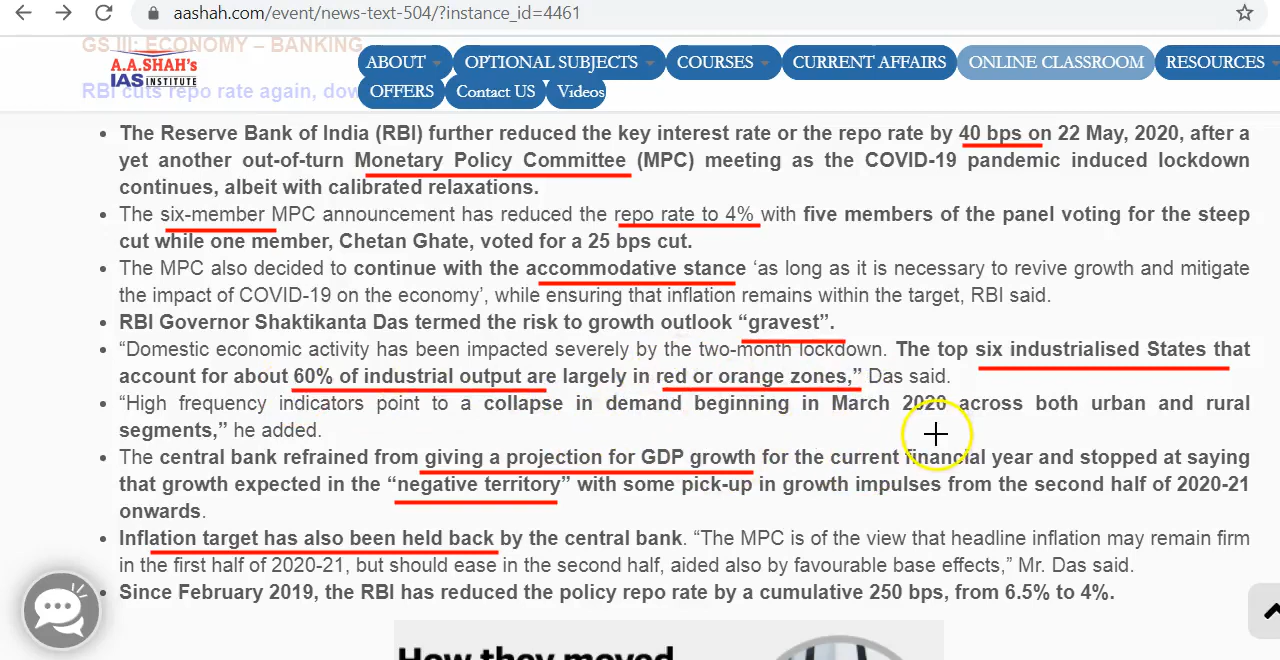 aashah.com/event/news-text-504/?instance_id=4461
GS III: ECONOMY – BANKING
A.A.SHAH's
IAS INSTITUTE
ABOUT OPTIONAL SUBJECTS COURSES CURRENT AFFAIRS ONLINE CLASSROOM RESOURCES
RBI cuts repo rate again,
OFFERS Contact US Videos
• The Reserve Bank of India (RBI) further reduced the key interest rate or the repo rate by 40 bps on 22 May, 2020, after a
yet another out-of-turn Monetary Policy Committee (MPC) meeting as the COVID-19 pandemic induced lockdown
continues, albeit with calibrated relaxations.
• The six-member MPC announcement has reduced the repo rate to 4% with five members of the panel voting for the steep
cut while one member, Chetan Ghate, voted for a 25 bps cut.
• The MPC also decided to continue with the accommodative stance ‘as long as it is necessary to revive growth and mitigate
the impact of COVID-19 on the economy’, while ensuring that inflation remains within the target, RBI said.
• RBI Governor Shaktikanta Das termed the risk to growth outlook “gravest”.
• “Domestic economic activity has been impacted severely by the two-month lockdown. The top six industrialised States that
account for about 60% of industrial output are largely in red or orange zones,” Das said.
• “High frequency indicators point to a collapse in demand beginning in March 2020 across both urban and rural
segments,” he added.
• The central bank refrained from giving a projection for GDP growth for the current financial year and stopped at saying
that growth expected in the “negative territory” with some pick-up in growth impulses from the second half of 2020-21
onwards.
• Inflation target has also been held back by the central bank. “The MPC is of the view that headline inflation may remain firm
in the first half of 2020-21, but should ease in the second half, aided also by favourable base effects,” Mr. Das said.
• Since February 2019, the RBI has reduced the policy repo rate by a cumulative 250 bps, from 6.5% to 4%.
How they moved